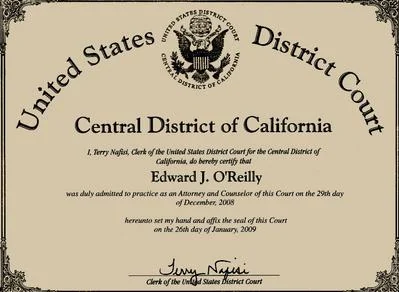 United States District Court
UNITED STATES DISTRICT COURT
CENTRAL DISTRICT OF CALIFORNIA
Central District of California
I, Terry Nafisi, Clerk of the United States District Court for the Central District of
California, do hereby certify that
Edward J. O'Reilly
was duly admitted to practice as an Attorney and Counselor of this Court on the 29th day
of December, 2008
hereunto set my hand and affix the seal of this Court
on the 26th day of January, 2009
Terry Nafisi
Clerk of the United States District Court